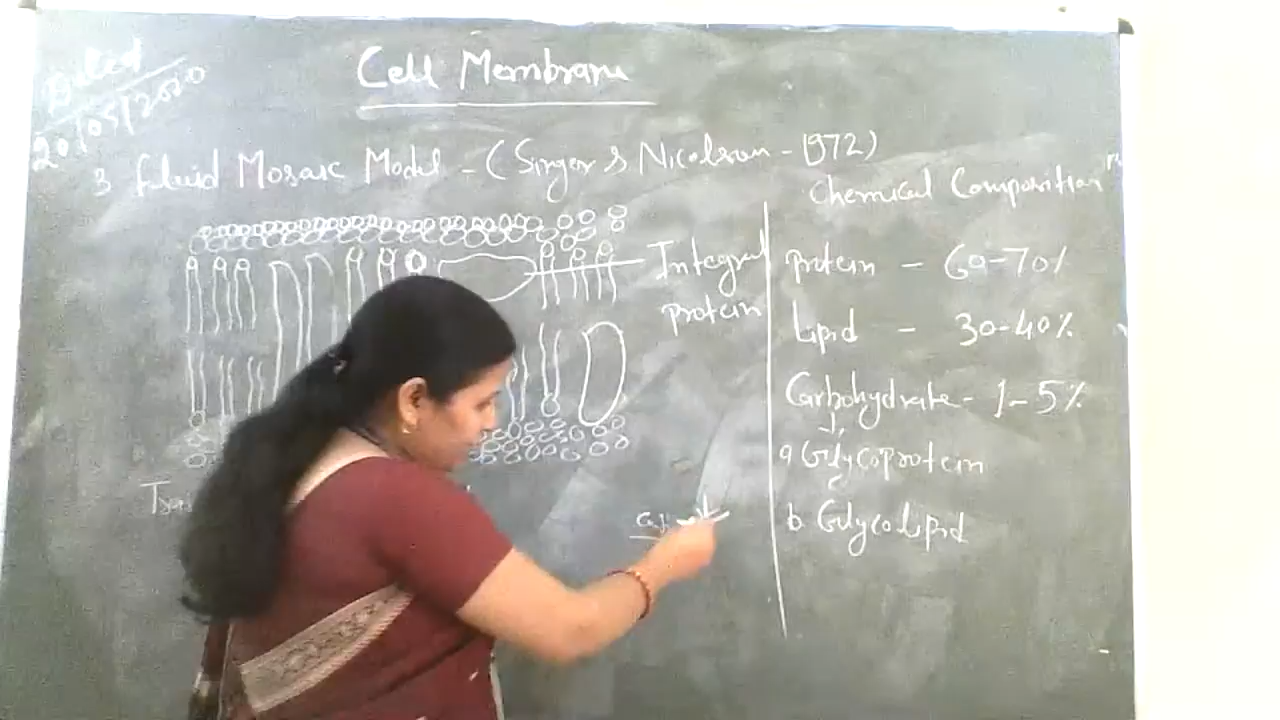 Dated
20/05/2020
Cell Membrane
3 Fluid Mosaic Model - (Singer & Nicolson - 1972)
Chemical Composition
Integral
protein
protein - 60-70%
Lipid - 30-40%
Carbohydrate - 1-5%
a Glycoprotein
b Glycolipid